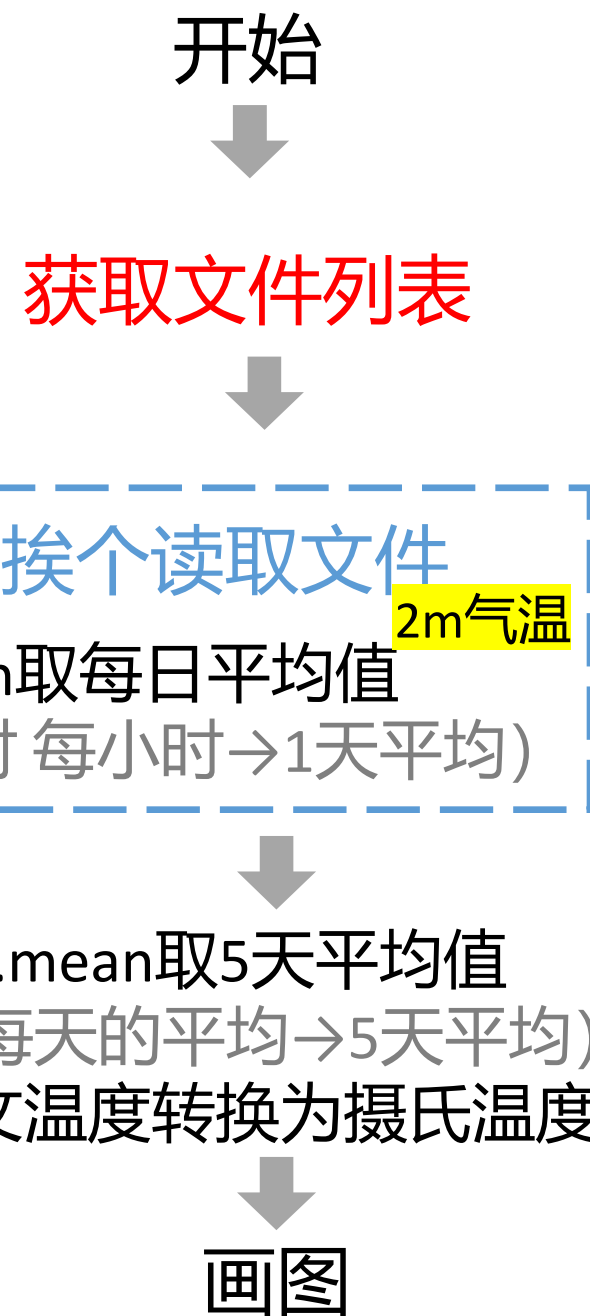 开始
获取文件列表
挨个读取文件
2m气温
n取每日平均值
时 每小时→1天平均)
.mean取5天平均值
每天的平均→5天平均)
文温度转换为摄氏温度
画图